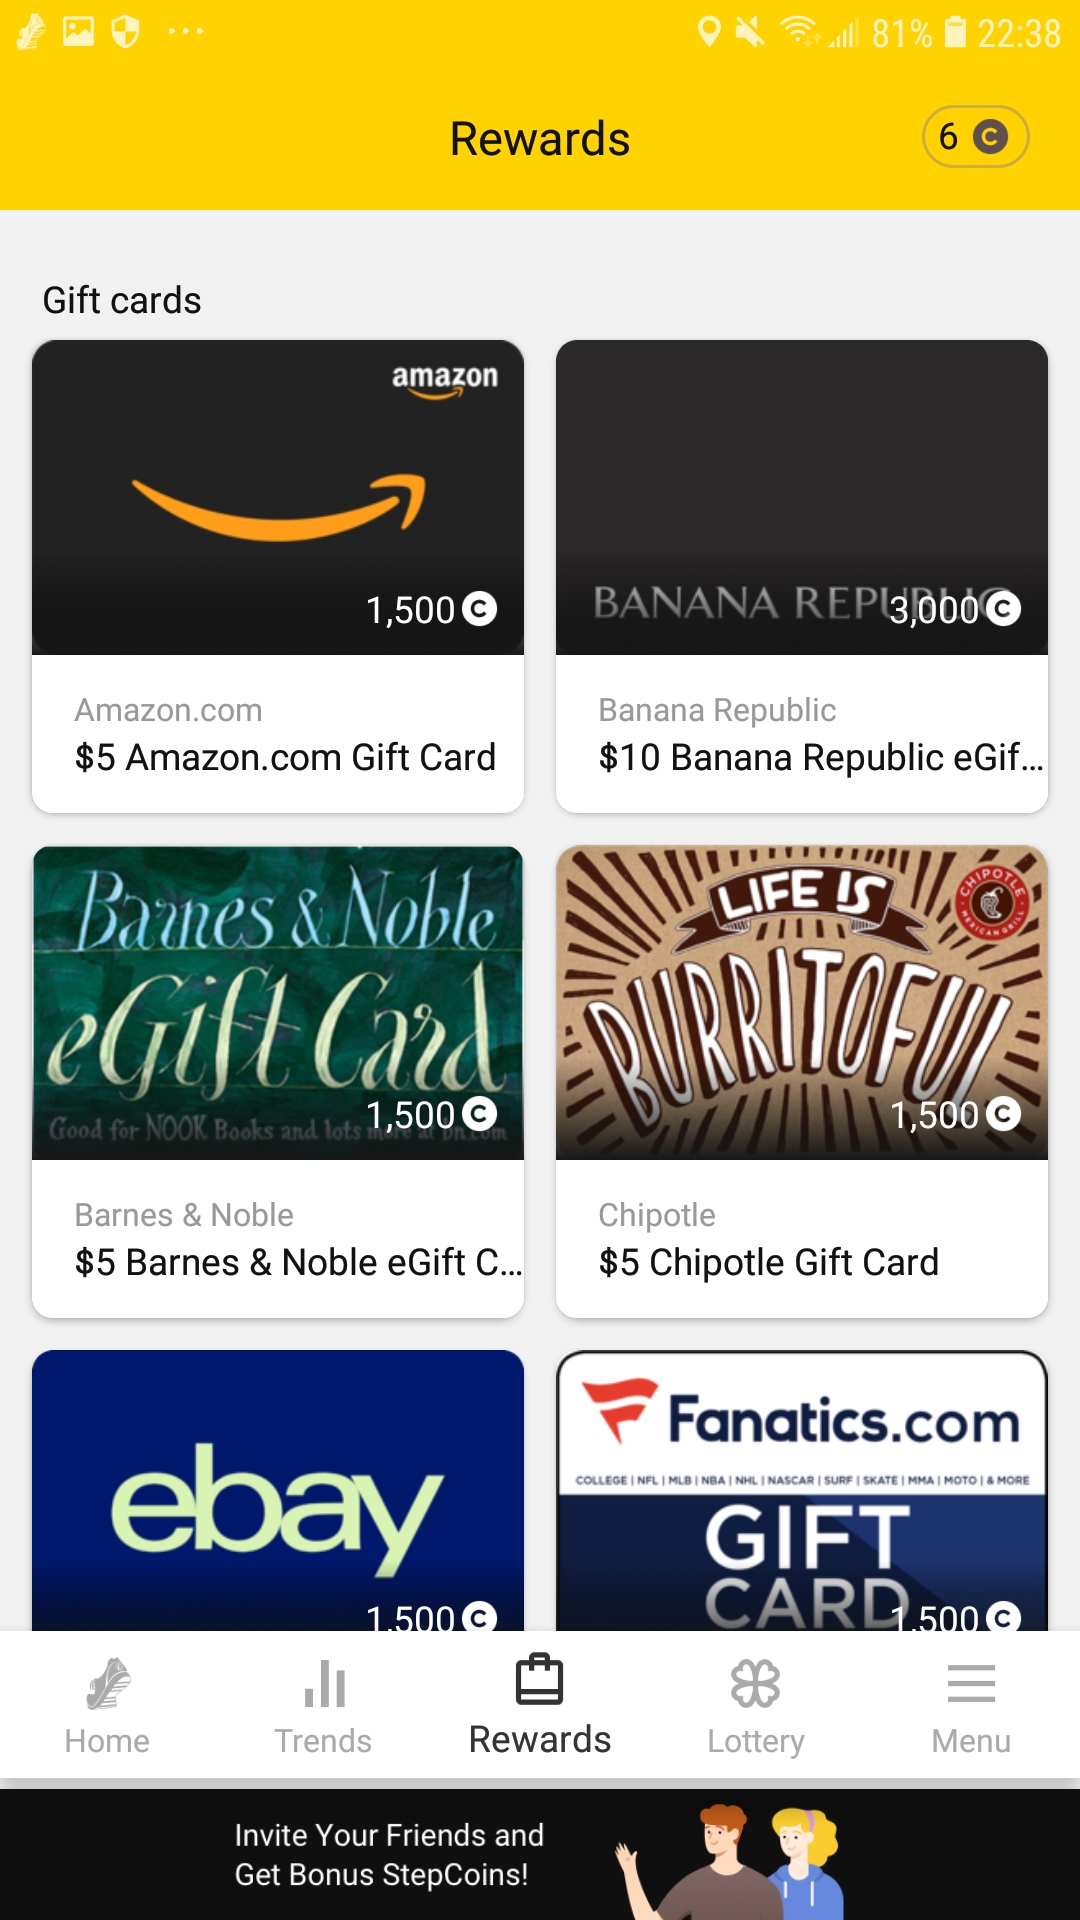 81% 22:38
Rewards
6 C
Gift cards
amazon
1,500 C
BANANA REPUBLIC
3,000 C
Amazon.com
$5 Amazon.com Gift Card
Banana Republic
$10 Banana Republic eGif...
Barnes & Noble
eGift Card
Good for NOOK Books and lots more at bn.com
1,500 C
LIFE IS
BURRITOFUL
CHIPOTLE
MEXICAN GRILL
1,500 C
Barnes & Noble
$5 Barnes & Noble eGift C...
Chipotle
$5 Chipotle Gift Card
ebay
1,500 C
Fanatics.com
COLLEGE | NFL | MLB | NBA | NHL | NASCAR | SURF | SKATE | MMA | MOTO | & MORE
GIFT
CARD
1,500 C
Home
Trends
Rewards
Lottery
Menu
Invite Your Friends and
Get Bonus StepCoins!